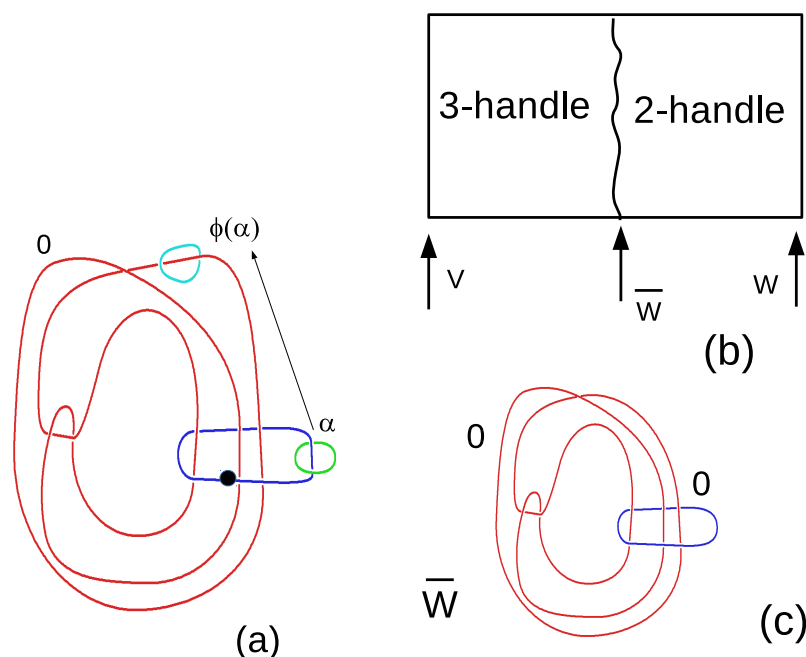 0
ϕ(α)
α
(a)
3-handle
2-handle
V
W̅
W
(b)
0
0
W̅
(c)